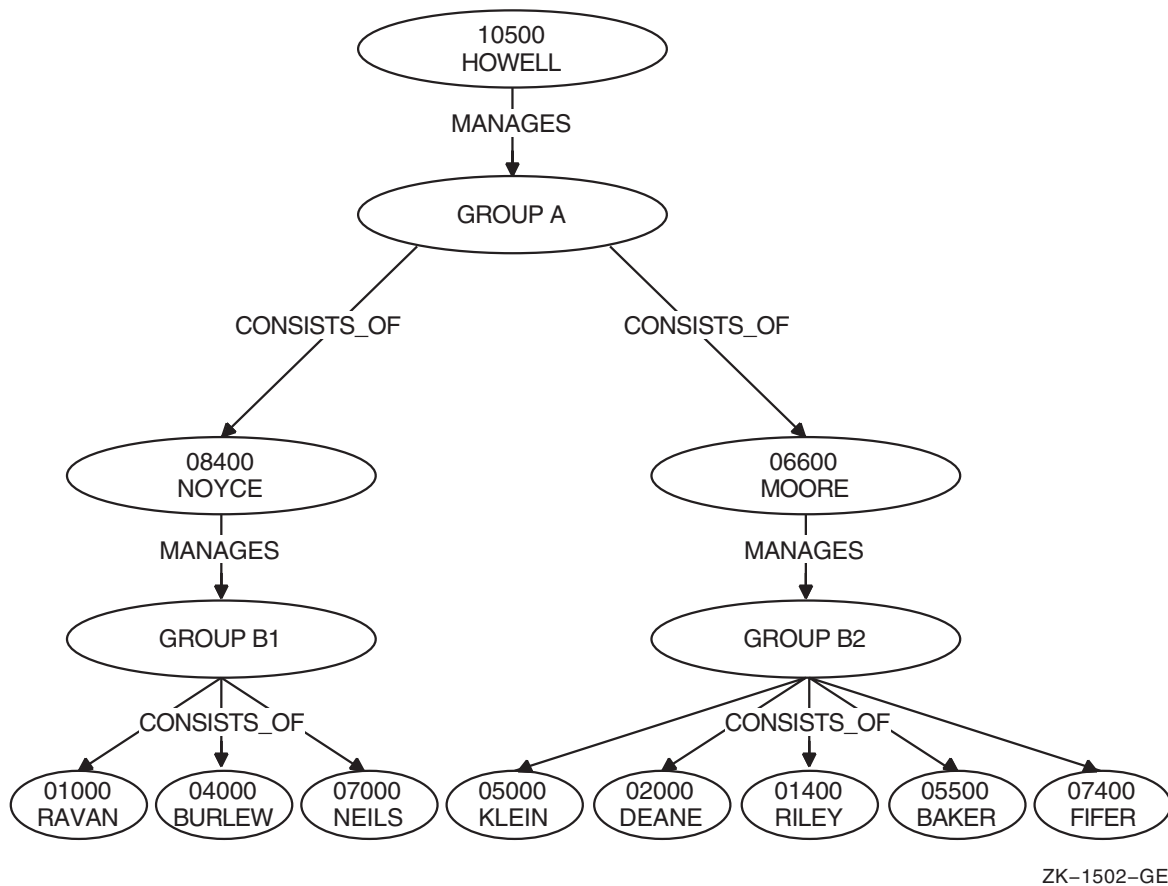 10500
HOWELL
MANAGES
GROUP A
CONSISTS_OF
CONSISTS_OF
08400
NOYCE
06600
MOORE
MANAGES
MANAGES
GROUP B1
GROUP B2
CONSISTS_OF
CONSISTS_OF
01000
RAVAN
04000
BURLEW
07000
NEILS
05000
KLEIN
02000
DEANE
01400
RILEY
05500
BAKER
07400
FIFER
ZK−1502−GE